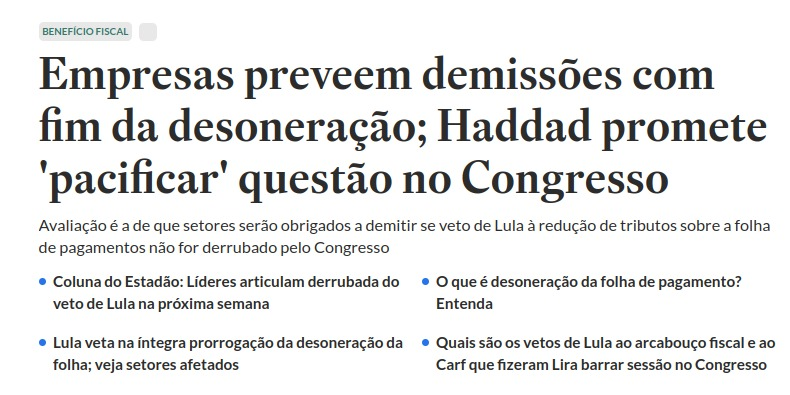 BENEFÍCIO FISCAL
Empresas preveem demissões com
fim da desoneração; Haddad promete
'pacificar' questão no Congresso
Avaliação é a de que setores serão obrigados a demitir se veto de Lula à redução de tributos sobre a folha
de pagamentos não for derrubado pelo Congresso
Coluna do Estadão: Líderes articulam derrubada do
veto de Lula na próxima semana
O que é desoneração da folha de pagamento?
Entenda
Lula veta na íntegra prorrogação da desoneração da
folha; veja setores afetados
Quais são os vetos de Lula ao arcabouço fiscal e ao
Carf que fizeram Lira barrar sessão no Congresso